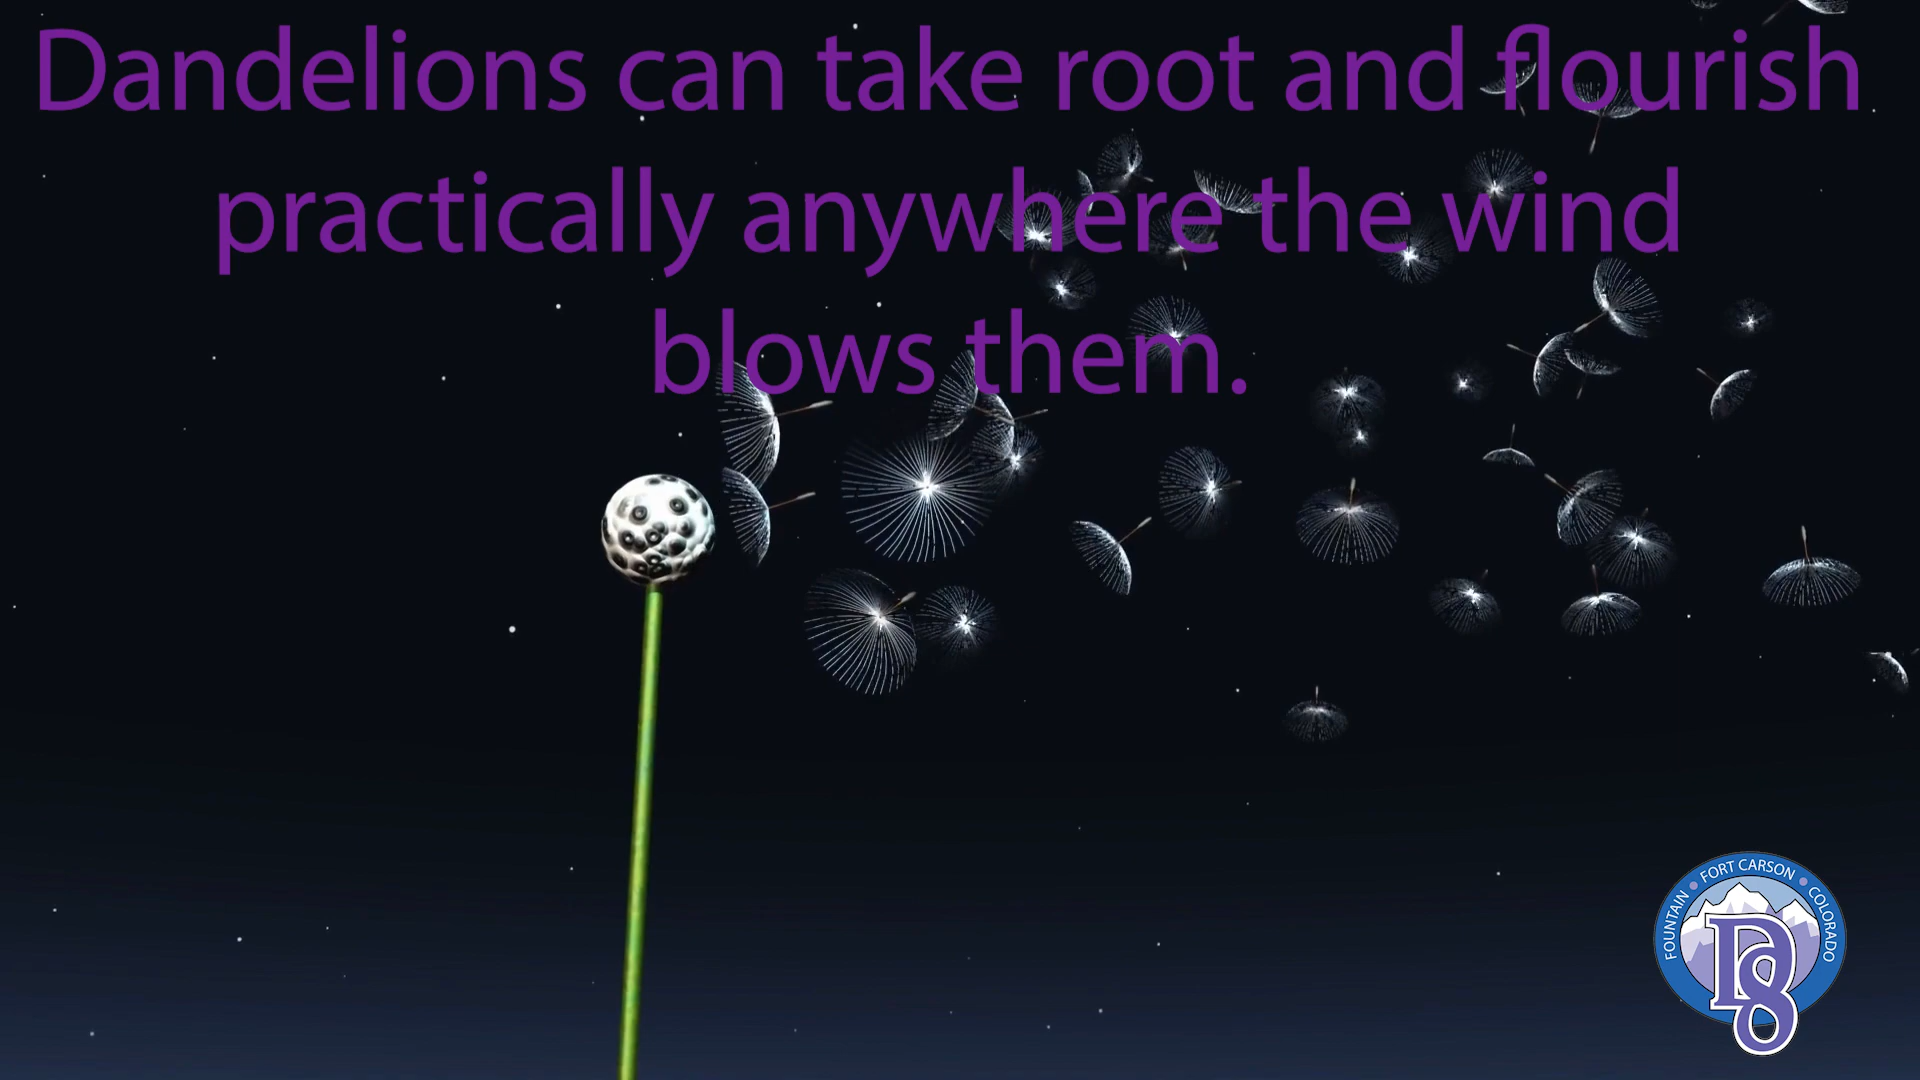 Dandelions can take root and flourish
practically anywhere the wind
blows them.
FOUNTAIN • FORT CARSON • COLORADO
D8